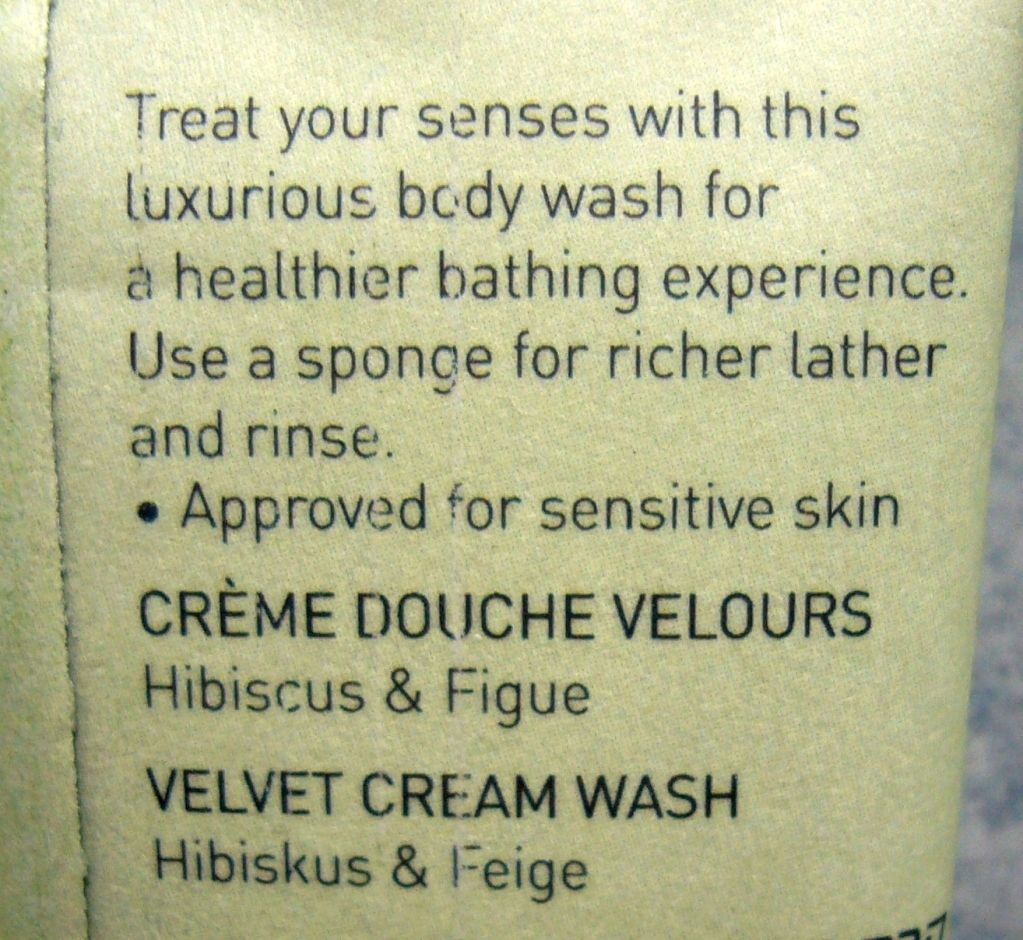 Treat your senses with this
luxurious body wash for
a healthier bathing experience.
Use a sponge for richer lather
and rinse.
• Approved for sensitive skin
CRÈME DOUCHE VELOURS
Hibiscus & Figue
VELVET CREAM WASH
Hibiskus & Feige